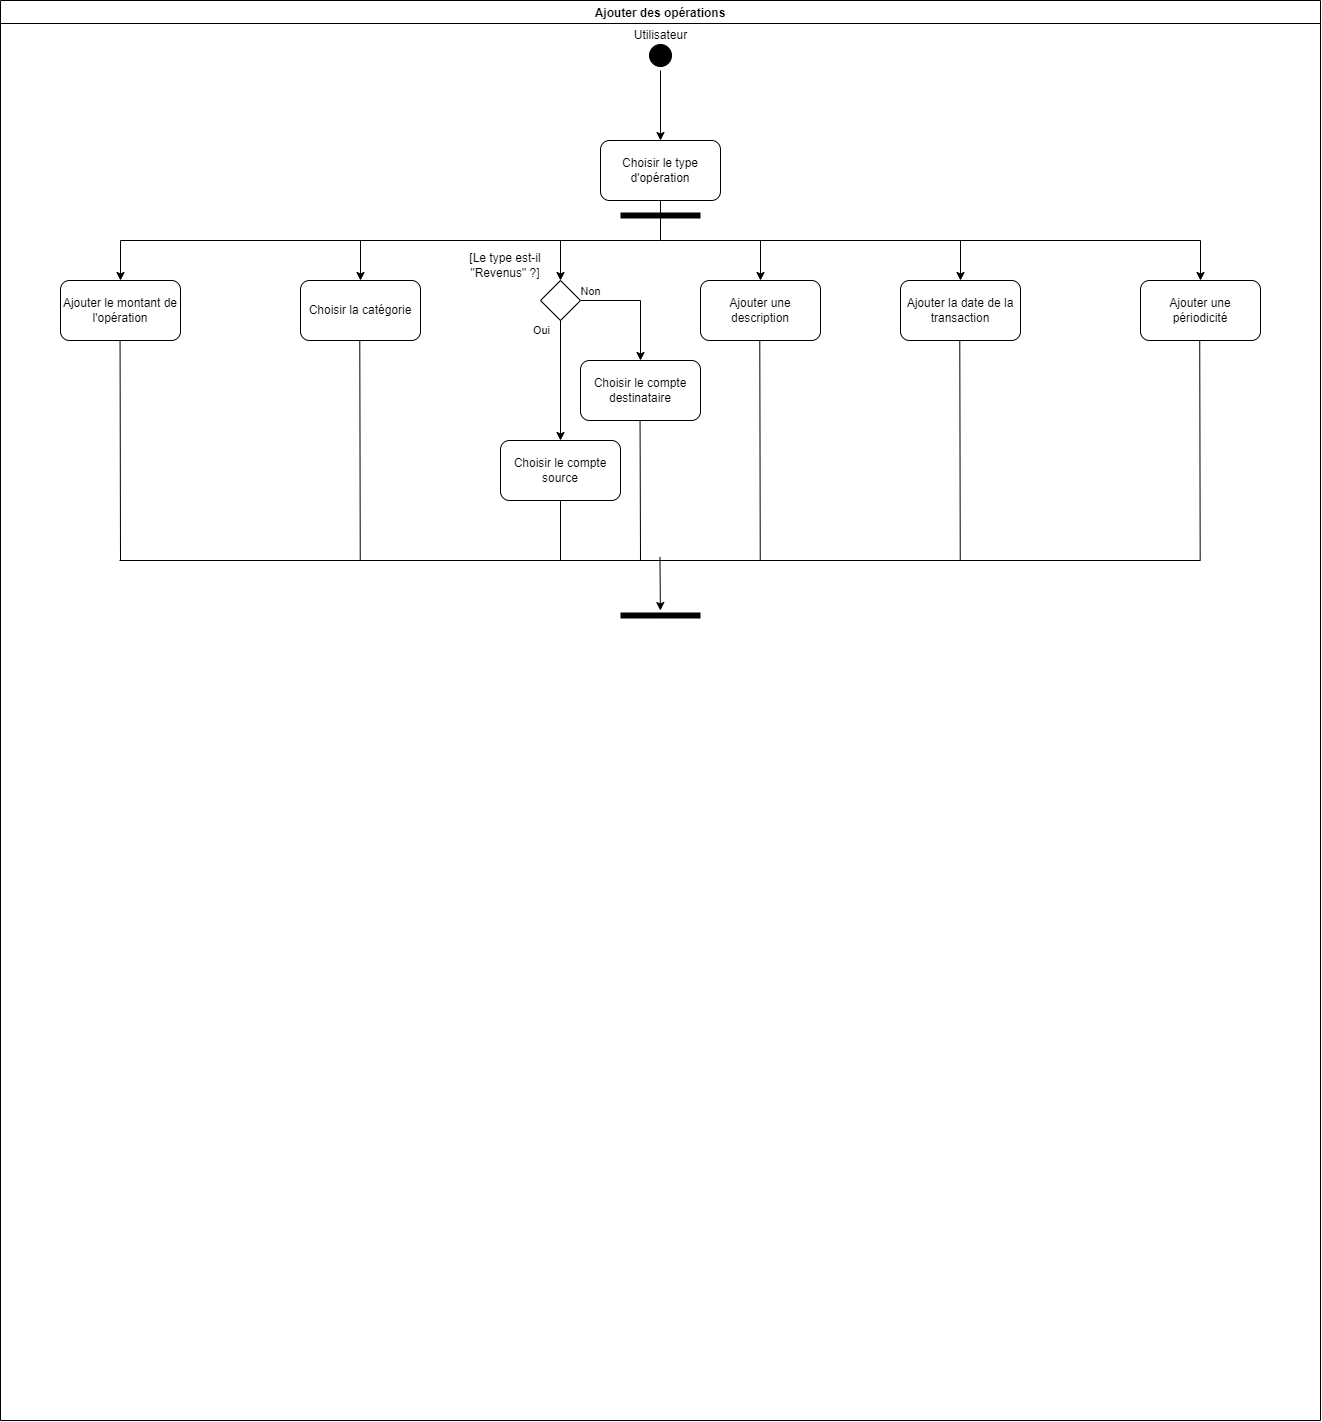 Ajouter des opérations
Utilisateur
Choisir le type
d'opération
[Le type est-il
"Revenus" ?]
Non
Oui
Ajouter le montant de
l'opération
Choisir la catégorie
Ajouter une
description
Ajouter la date de la
transaction
Ajouter une
périodicité
Choisir le compte
destinataire
Choisir le compte
source